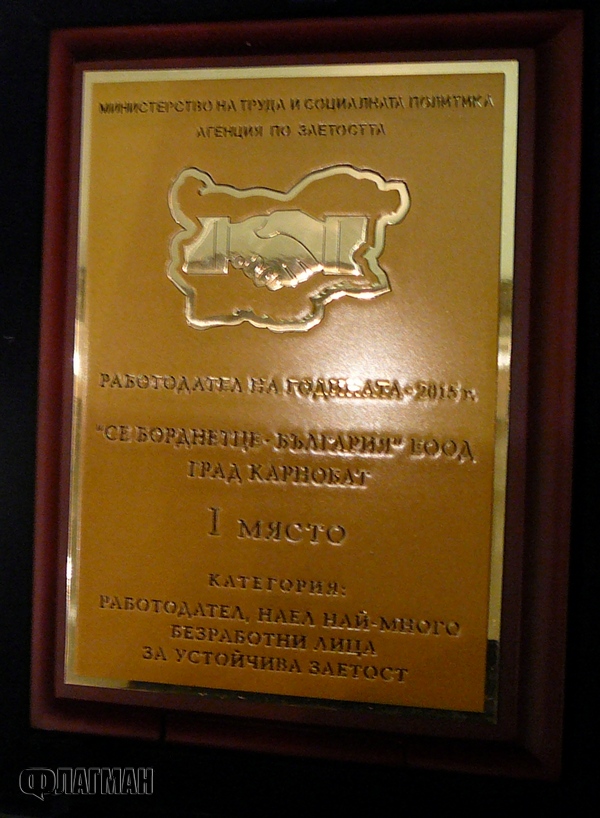 МИНИСТЕРСТВО НА ТРУДА И СОЦИАЛНАТА ПОЛИТИКА
АГЕНЦИЯ ПО ЗАЕТОСТТА
РАБОТОДАТЕЛ НА ГОДИНАТА - 2015 г.
"СЕ БОРДНЕТЦЕ - БЪЛГАРИЯ" ЕООД
ГРАД КАРНОБАТ
I МЯСТО
КАТЕГОРИЯ:
РАБОТОДАТЕЛ, НАЕЛ НАЙ-МНОГО
БЕЗРАБОТНИ ЛИЦА
ЗА УСТОЙЧИВА ЗАЕТОСТ
ФЛАГМАН